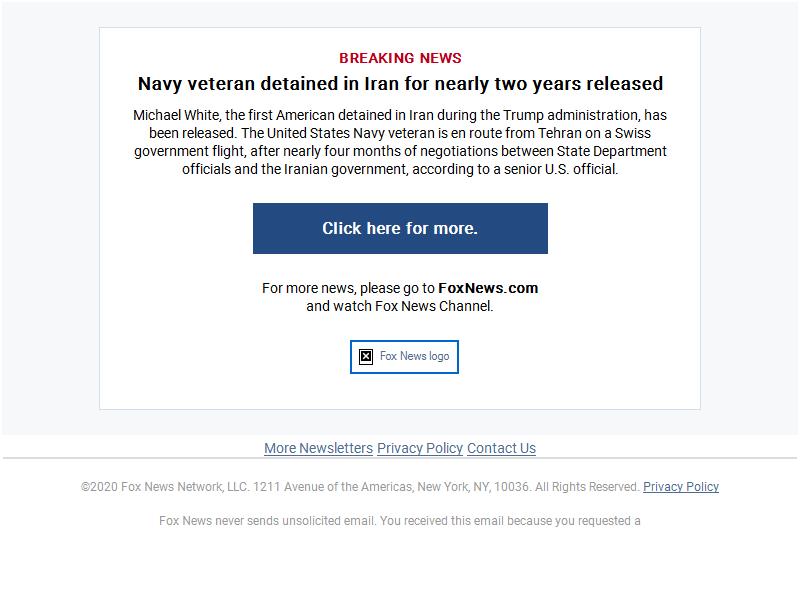 BREAKING NEWS
Navy veteran detained in Iran for nearly two years released
Michael White, the first American detained in Iran during the Trump administration, has
been released. The United States Navy veteran is en route from Tehran on a Swiss
government flight, after nearly four months of negotiations between State Department
officials and the Iranian government, according to a senior U.S. official.
Click here for more.
For more news, please go to FoxNews.com
and watch Fox News Channel.
Fox News logo
More Newsletters Privacy Policy Contact Us
©2020 Fox News Network, LLC. 1211 Avenue of the Americas, New York, NY, 10036. All Rights Reserved. Privacy Policy
Fox News never sends unsolicited email. You received this email because you requested a